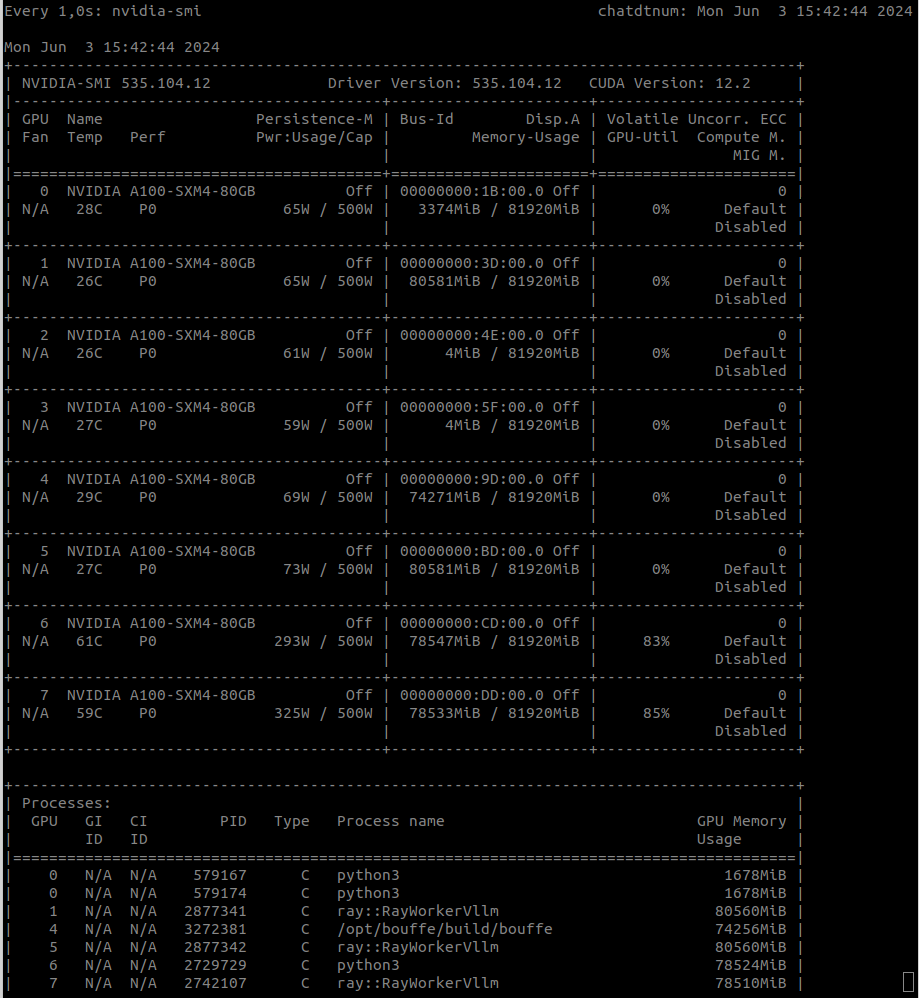 Every 1,0s: nvidia-smi                                            chatdtnum: Mon Jun  3 15:42:44 2024

Mon Jun  3 15:42:44 2024
+---------------------------------------------------------------------------------------+
| NVIDIA-SMI 535.104.12             Driver Version: 535.104.12   CUDA Version: 12.2     |
|-----------------------------------------+----------------------+----------------------+
| GPU  Name                 Persistence-M | Bus-Id        Disp.A | Volatile Uncorr. ECC |
| Fan  Temp   Perf          Pwr:Usage/Cap |         Memory-Usage | GPU-Util  Compute M. |
|                                         |                      |               MIG M. |
|=========================================+======================+======================|
|   0  NVIDIA A100-SXM4-80GB          Off | 00000000:1B:00.0 Off |                    0 |
| N/A   28C    P0              65W / 500W |   3374MiB / 81920MiB |      0%      Default |
|                                         |                      |             Disabled |
+-----------------------------------------+----------------------+----------------------+
|   1  NVIDIA A100-SXM4-80GB          Off | 00000000:3D:00.0 Off |                    0 |
| N/A   26C    P0              65W / 500W |  80581MiB / 81920MiB |      0%      Default |
|                                         |                      |             Disabled |
+-----------------------------------------+----------------------+----------------------+
|   2  NVIDIA A100-SXM4-80GB          Off | 00000000:4E:00.0 Off |                    0 |
| N/A   26C    P0              61W / 500W |      4MiB / 81920MiB |      0%      Default |
|                                         |                      |             Disabled |
+-----------------------------------------+----------------------+----------------------+
|   3  NVIDIA A100-SXM4-80GB          Off | 00000000:5F:00.0 Off |                    0 |
| N/A   27C    P0              59W / 500W |      4MiB / 81920MiB |      0%      Default |
|                                         |                      |             Disabled |
+-----------------------------------------+----------------------+----------------------+
|   4  NVIDIA A100-SXM4-80GB          Off | 00000000:9D:00.0 Off |                    0 |
| N/A   29C    P0              69W / 500W |  74271MiB / 81920MiB |      0%      Default |
|                                         |                      |             Disabled |
+-----------------------------------------+----------------------+----------------------+
|   5  NVIDIA A100-SXM4-80GB          Off | 00000000:BD:00.0 Off |                    0 |
| N/A   27C    P0              73W / 500W |  80581MiB / 81920MiB |      0%      Default |
|                                         |                      |             Disabled |
+-----------------------------------------+----------------------+----------------------+
|   6  NVIDIA A100-SXM4-80GB          Off | 00000000:CD:00.0 Off |                    0 |
| N/A   61C    P0             293W / 500W |  78547MiB / 81920MiB |     83%      Default |
|                                         |                      |             Disabled |
+-----------------------------------------+----------------------+----------------------+
|   7  NVIDIA A100-SXM4-80GB          Off | 00000000:DD:00.0 Off |                    0 |
| N/A   59C    P0             325W / 500W |  78533MiB / 81920MiB |     85%      Default |
|                                         |                      |             Disabled |
+-----------------------------------------+----------------------+----------------------+

+---------------------------------------------------------------------------------------+
| Processes:                                                                            |
|  GPU   GI   CI        PID   Type   Process name                            GPU Memory |
|        ID   ID                                                             Usage      |
|=======================================================================================|
|    0   N/A  N/A    579167      C   python3                                    1678MiB |
|    0   N/A  N/A    579174      C   python3                                    1678MiB |
|    1   N/A  N/A   2877341      C   ray::RayWorkerVllm                        80560MiB |
|    4   N/A  N/A   3272381      C   /opt/bouffe/build/bouffe                  74256MiB |
|    5   N/A  N/A   2877342      C   ray::RayWorkerVllm                        80560MiB |
|    6   N/A  N/A   2729729      C   python3                                   78524MiB |
|    7   N/A  N/A   2742107      C   ray::RayWorkerVllm                        78510MiB |